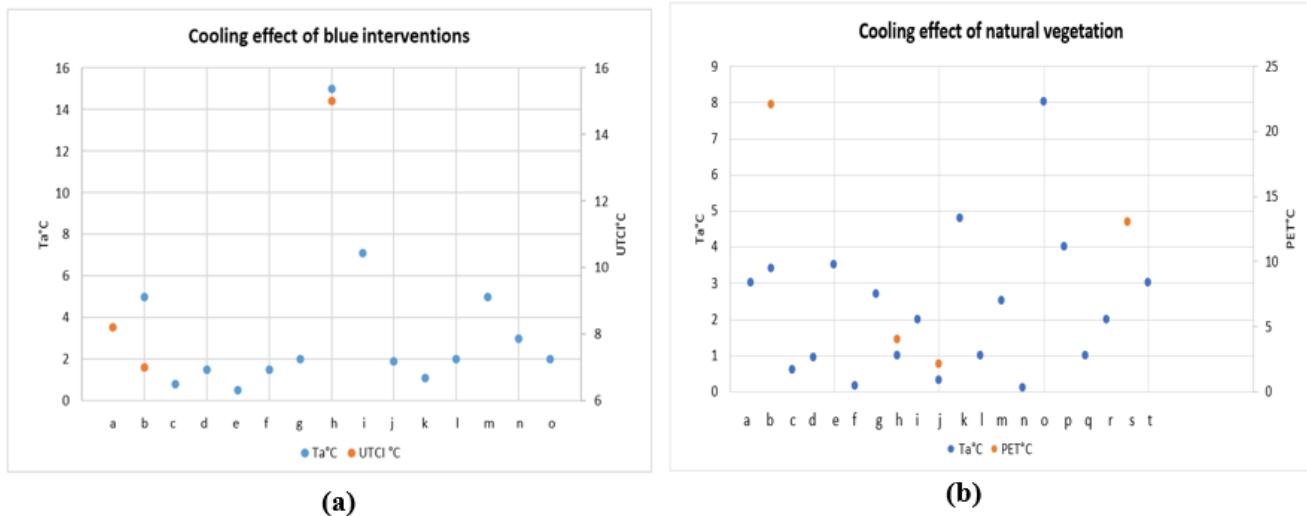 Cooling effect of blue interventions
16
14
12
10
8
6
4
2
0
Ta°C
16
14
12
10
8
6
UTCI°C
a b c d e f g h i j k l m n o
Ta°C UTCI °C
(a)
Cooling effect of natural vegetation
9
8
7
6
5
4
3
2
1
0
Ta°C
25
20
15
10
5
0
PET°C
a b c d e f g h i j k l m n o p q r s t
Ta°C PET°C
(b)